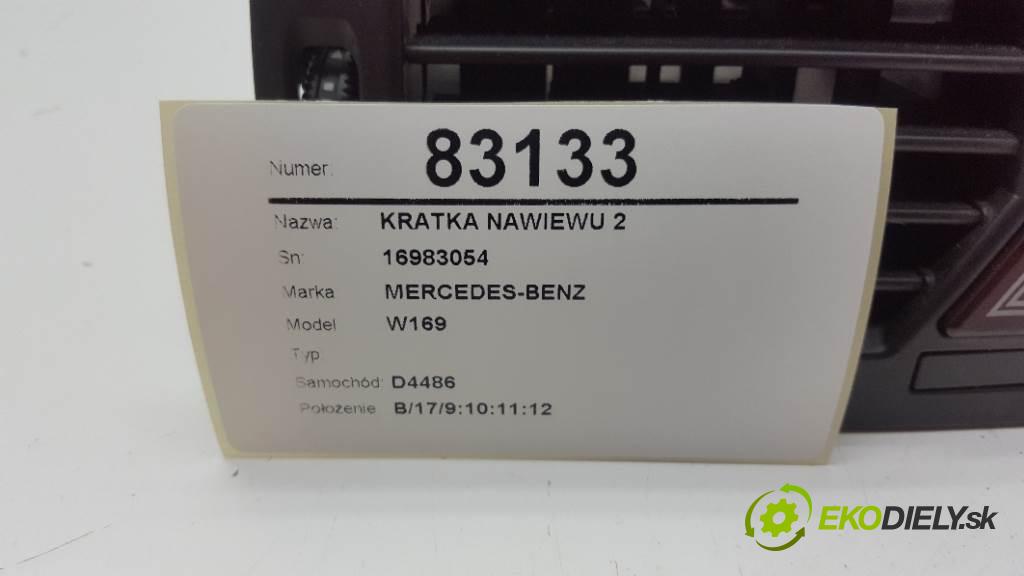 Numer: 83133
Nazwa: KRATKA NAWIEWU 2
Sn: 16983054
Marka MERCEDES-BENZ
Model W169
Typ
Samochód: D4486
Położenie B/17/9:10:11:12
EKODIELY.sk